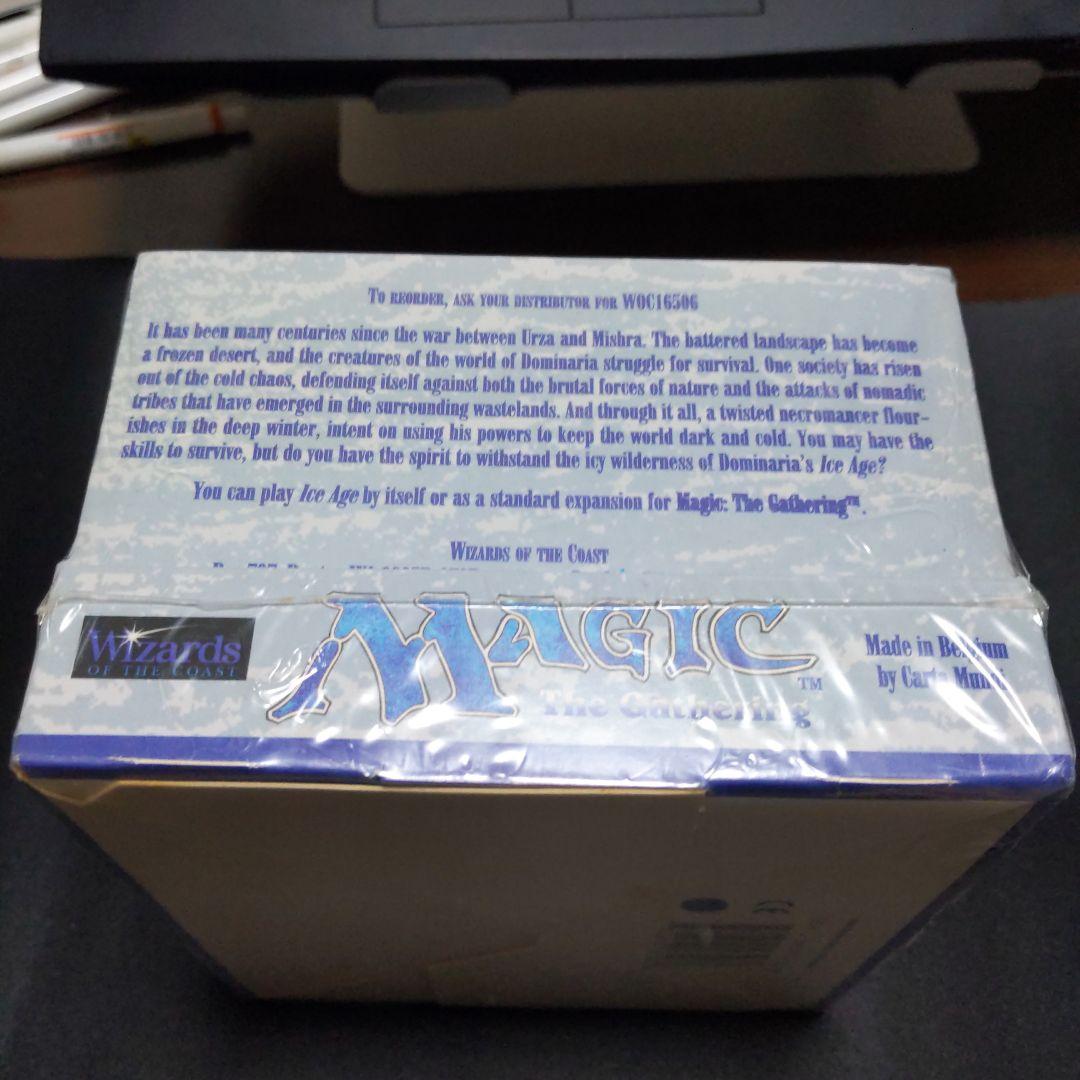 To reorder, ask your distributor for WOC16506
It has been many centuries since the war between Urza and Mishra. The battered landscape has become
a frozen desert, and the creatures of the world of Dominaria struggle for survival. One society has risen
out of the cold chaos, defending itself against both the brutal forces of nature and the attacks of nomadic
tribes that have emerged in the surrounding wastelands. And through it all, a twisted necromancer flour-
ishes in the deep winter, intent on using his powers to keep the world dark and cold. You may have the
skills to survive, but do you have the spirit to withstand the icy wilderness of Dominaria's Ice Age?
You can play Ice Age by itself or as a standard expansion for Magic: The Gathering™.
Wizards of the Coast
Wizards
OF THE COAST
MAGIC
TM
The Gathering
Made in Belgium
by Carta Mundi